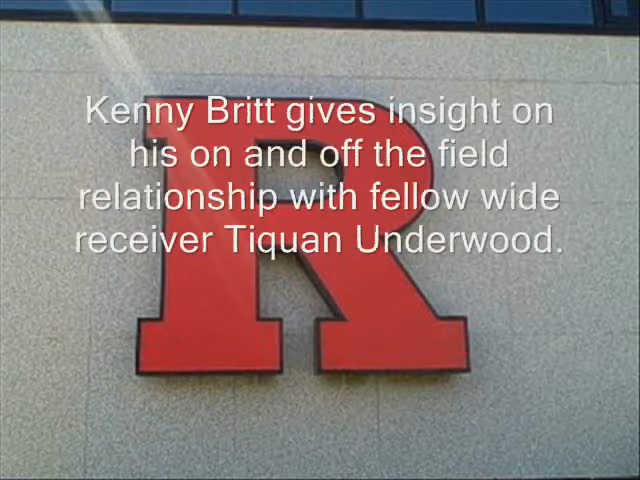 Kenny Britt gives insight on
his on and off the field
relationship with fellow wide
receiver Tiquan Underwood.
R